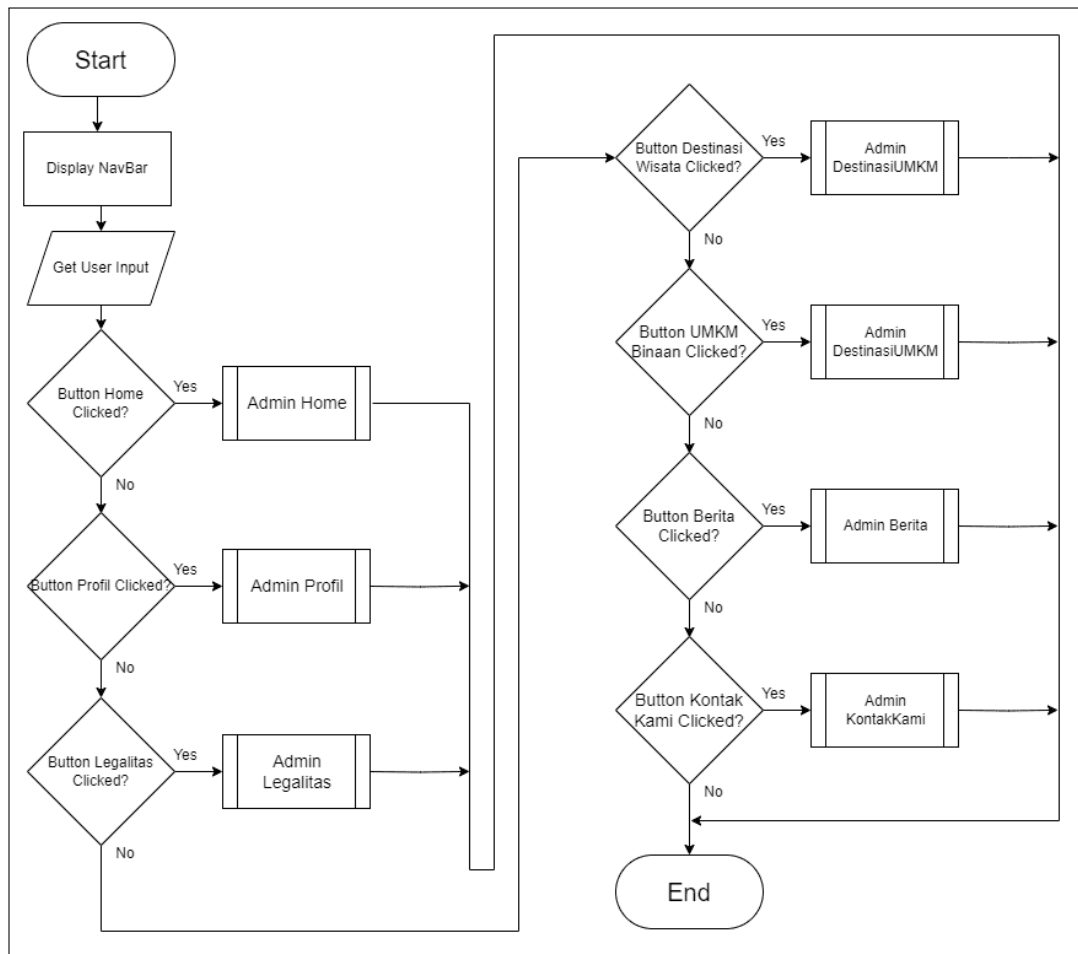 Start
Display NavBar
Get User Input
Button Home
Clicked?
Yes
Admin Home
No
Button Profil Clicked?
Yes
Admin Profil
No
Button Legalitas
Clicked?
Yes
Admin
Legalitas
No
Button Destinasi
Wisata Clicked?
Yes
Admin
DestinasiUMKM
No
Button UMKM
Binaan Clicked?
Yes
Admin
DestinasiUMKM
No
Button Berita
Clicked?
Yes
Admin Berita
No
Button Kontak
Kami Clicked?
Yes
Admin
KontakKami
No
End